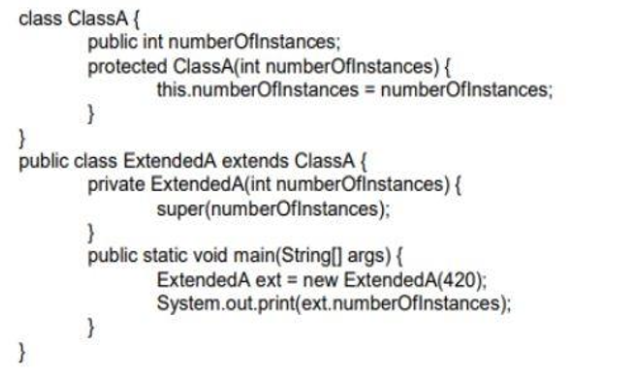 class ClassA {
public int numberOfInstances;
protected ClassA(int numberOfInstances) {
this.numberOfInstances = numberOfInstances;
}
}
public class ExtendedA extends ClassA {
private ExtendedA(int numberOfInstances) {
super(numberOfInstances);
}
public static void main(String[] args) {
ExtendedA ext = new ExtendedA(420);
System.out.print(ext.numberOfInstances);
}
}